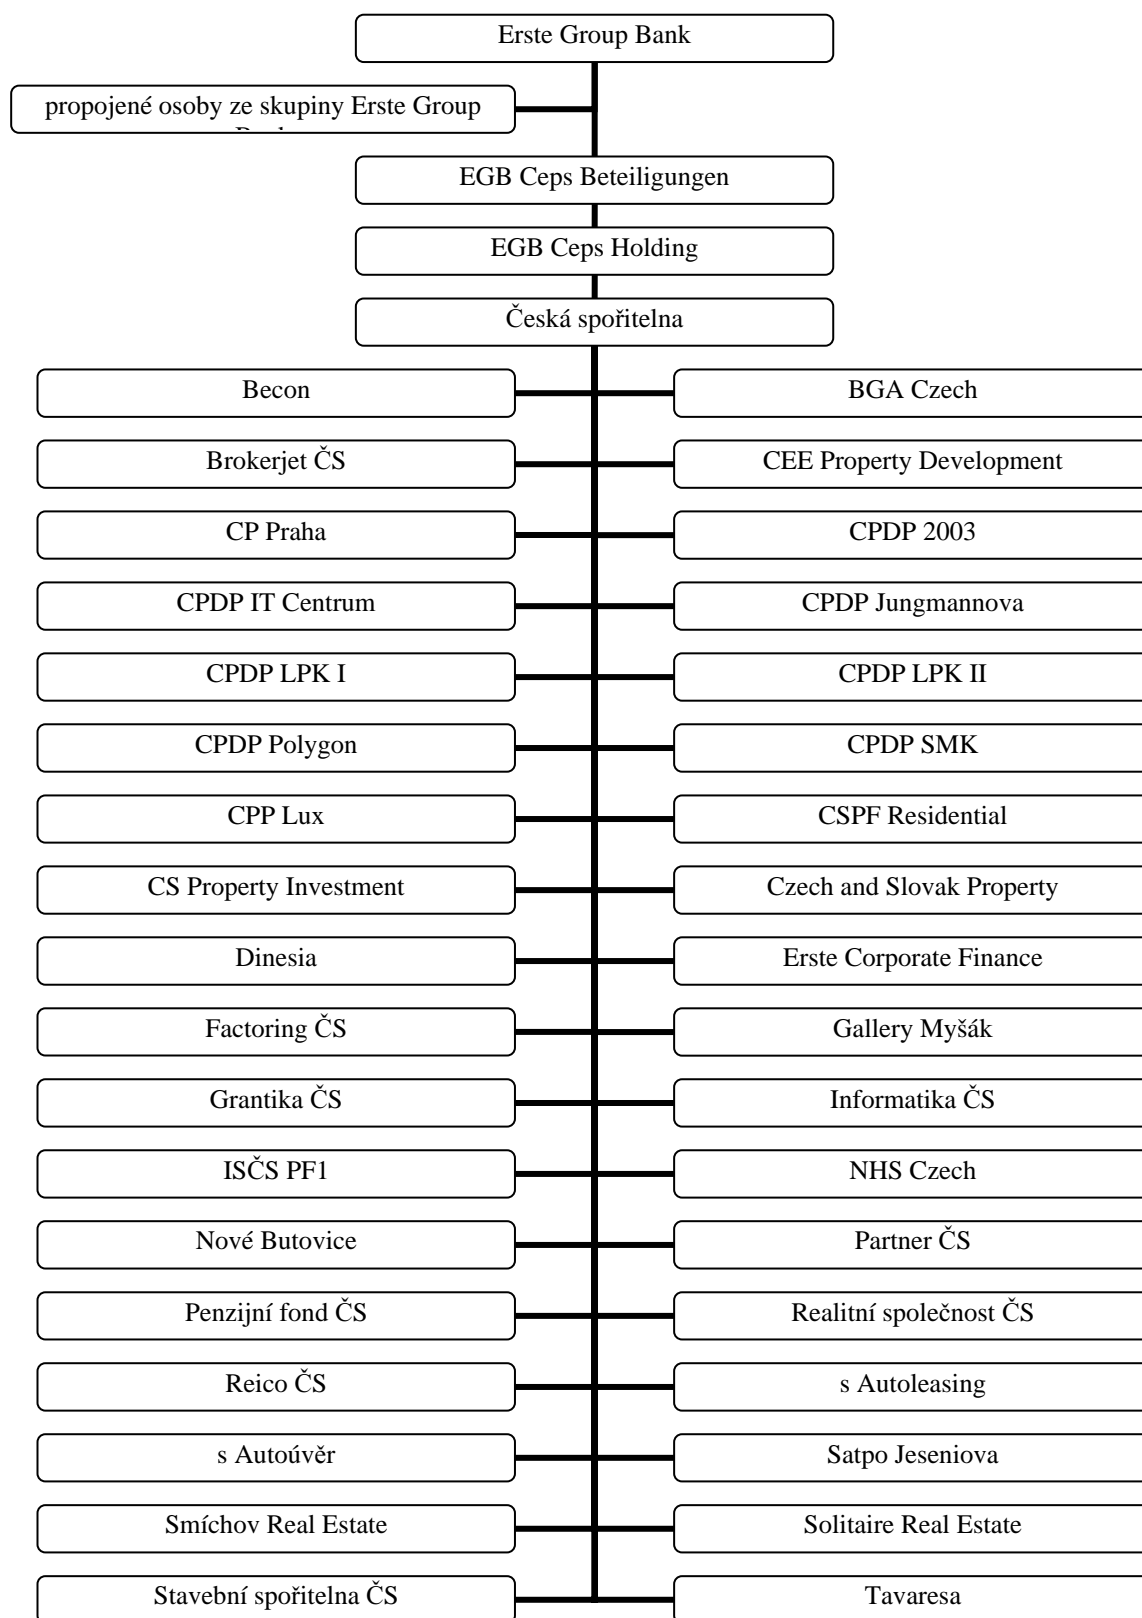 Erste Group Bank
propojené osoby ze skupiny Erste Group
EGB Ceps Beteiligungen
EGB Ceps Holding
Česká spořitelna
Becon
BGA Czech
Brokerjet ČS
CEE Property Development
CP Praha
CPDP 2003
CPDP IT Centrum
CPDP Jungmannova
CPDP LPK I
CPDP LPK II
CPDP Polygon
CPDP SMK
CPP Lux
CSPF Residential
CS Property Investment
Czech and Slovak Property
Dinesia
Erste Corporate Finance
Factoring ČS
Gallery Myšák
Grantika ČS
Informatika ČS
ISČS PF1
NHS Czech
Nové Butovice
Partner ČS
Penzijní fond ČS
Realitní společnost ČS
Reico ČS
s Autoleasing
s Autoúvěr
Satpo Jeseniova
Smíchov Real Estate
Solitaire Real Estate
Stavební spořitelna ČS
Tavaresa